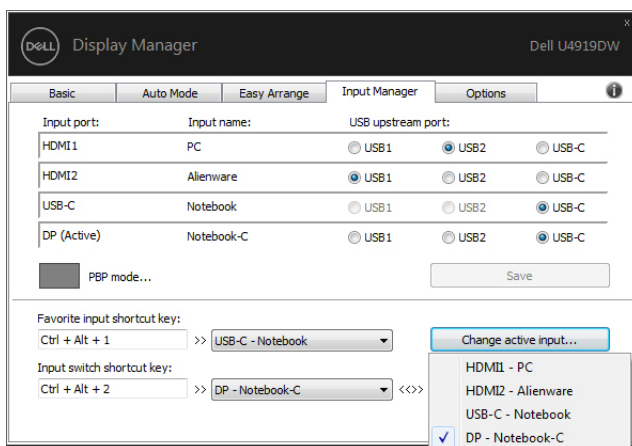 x
DELL Display Manager Dell U4919DW
Basic Auto Mode Easy Arrange Input Manager Options i
Input port: Input name: USB upstream port:
HDMI1 PC USB1 USB2 USB-C
HDMI2 Alienware USB1 USB2 USB-C
USB-C Notebook USB1 USB2 USB-C
DP (Active) Notebook-C USB1 USB2 USB-C
PBP mode... Save
Favorite input shortcut key:
Ctrl + Alt + 1 >> USB-C - Notebook Change active input...
Input switch shortcut key:
Ctrl + Alt + 2 >> DP - Notebook-C <<>>
HDMI1 - PC
HDMI2 - Alienware
USB-C - Notebook
✓ DP - Notebook-C